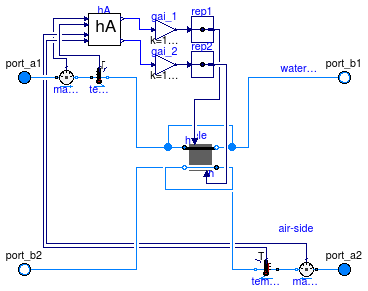 hA
hA
gai_1
k=1...
rep1
gai_2
k=1...
rep2
port_a1
ma...
T
te...
water...
port_b1
h
le
n
air-side
port_b2
T
tem...
ma...
port_a2